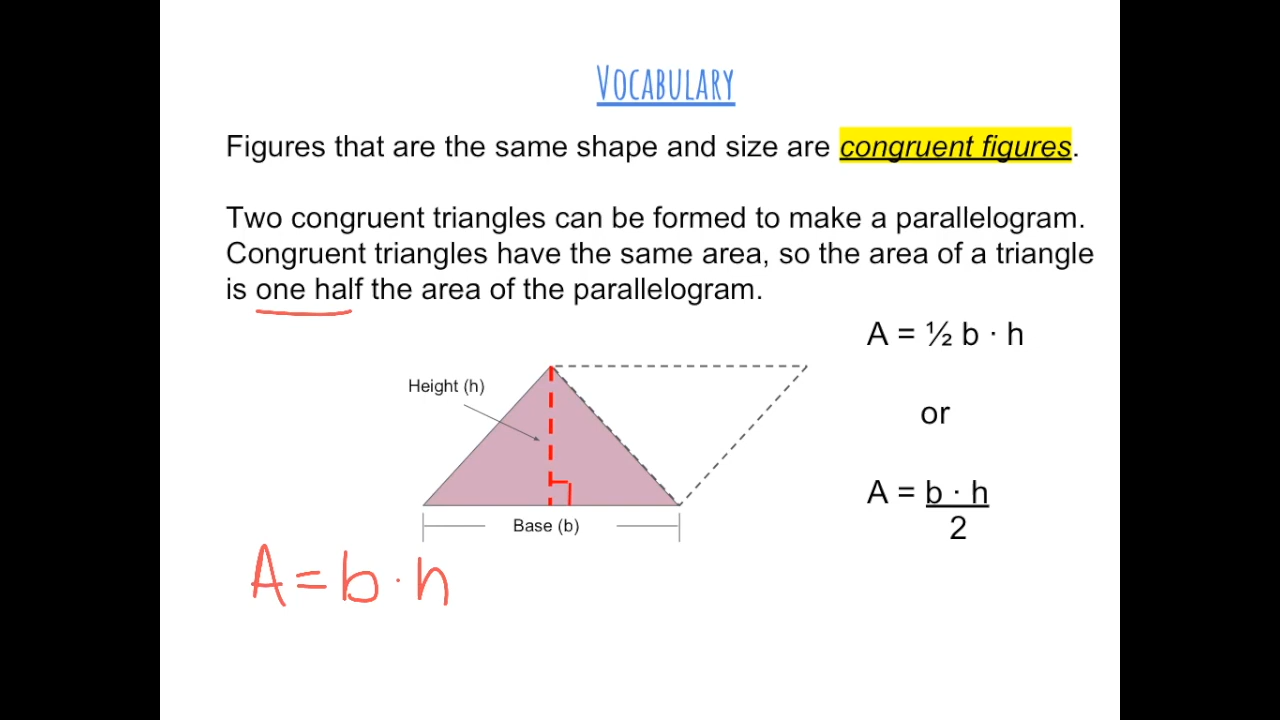 VOCABULARY
Figures that are the same shape and size are congruent figures.
Two congruent triangles can be formed to make a parallelogram.
Congruent triangles have the same area, so the area of a triangle
is one half the area of the parallelogram.
A = ½ b · h
Height (h)
or
A = b · h
2
Base (b)
A = b · h